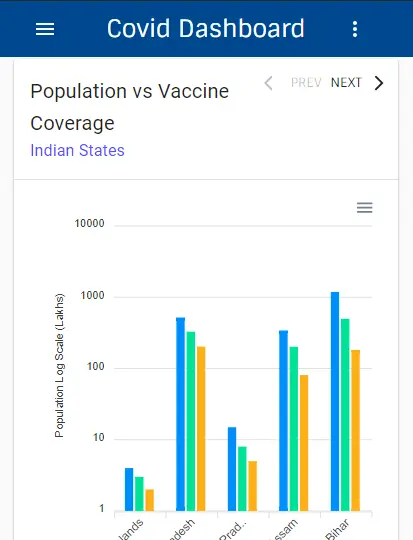 Covid Dashboard
Population vs Vaccine
Coverage
PREV NEXT
Indian States
10000
1000
100
10
1
Population Log Scale (Lakhs)
lands
desh
Prad..
ssam
Bihar